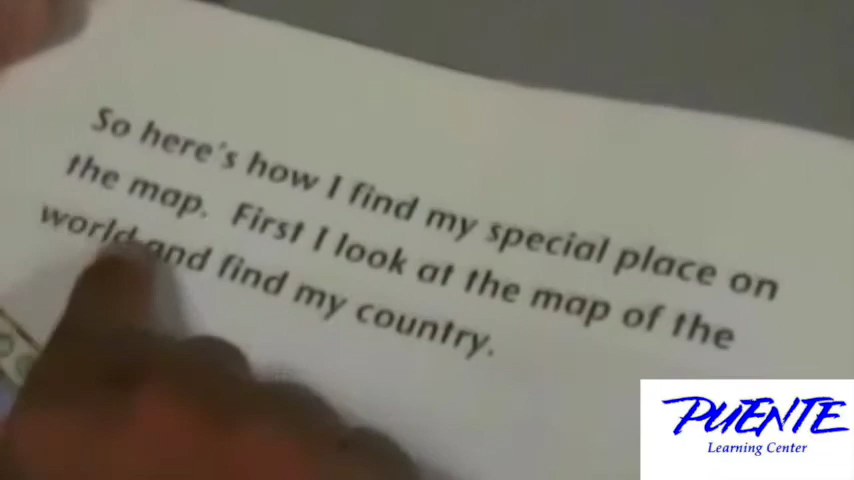 So here's how I find my special place on
the map. First I look at the map of the
world and find my country.
PUENTE
Learning Center